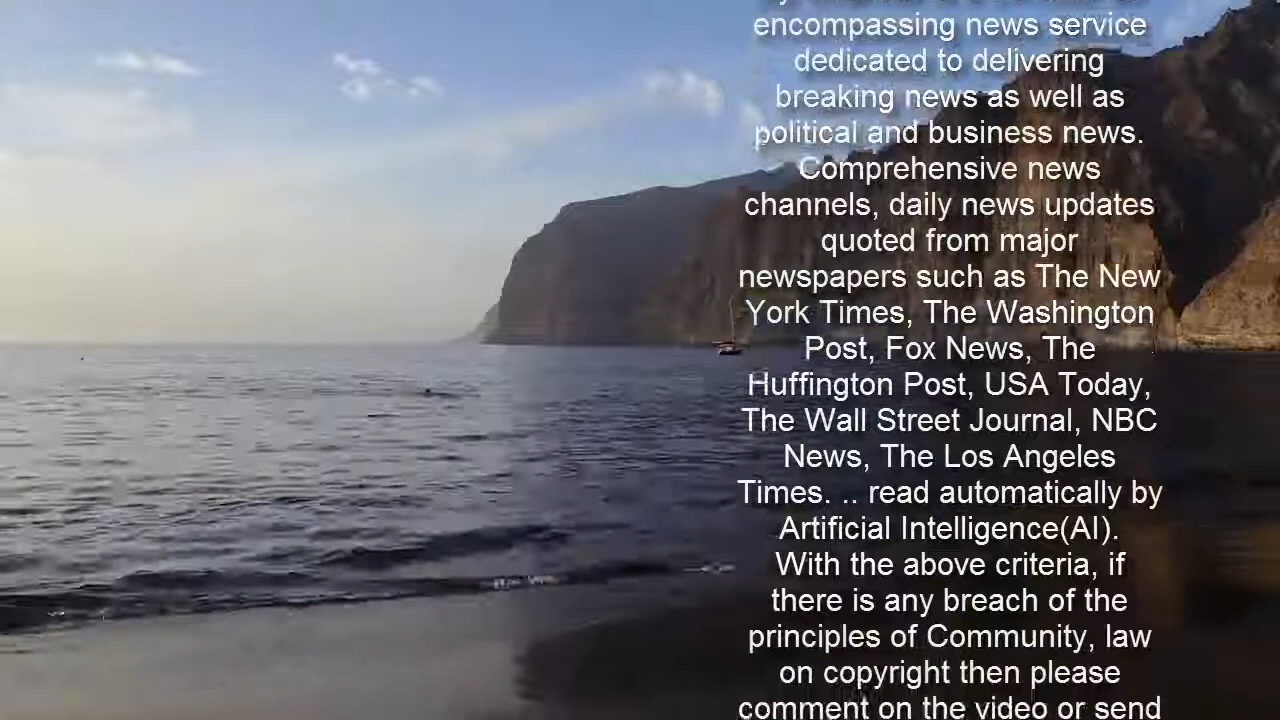 encompassing news service
dedicated to delivering
breaking news as well as
political and business news.
Comprehensive news
channels, daily news updates
quoted from major
newspapers such as The New
York Times, The Washington
Post, Fox News, The
Huffington Post, USA Today,
The Wall Street Journal, NBC
News, The Los Angeles
Times. .. read automatically by
Artificial Intelligence(AI).
With the above criteria, if
there is any breach of the
principles of Community, law
on copyright then please
comment on the video or send